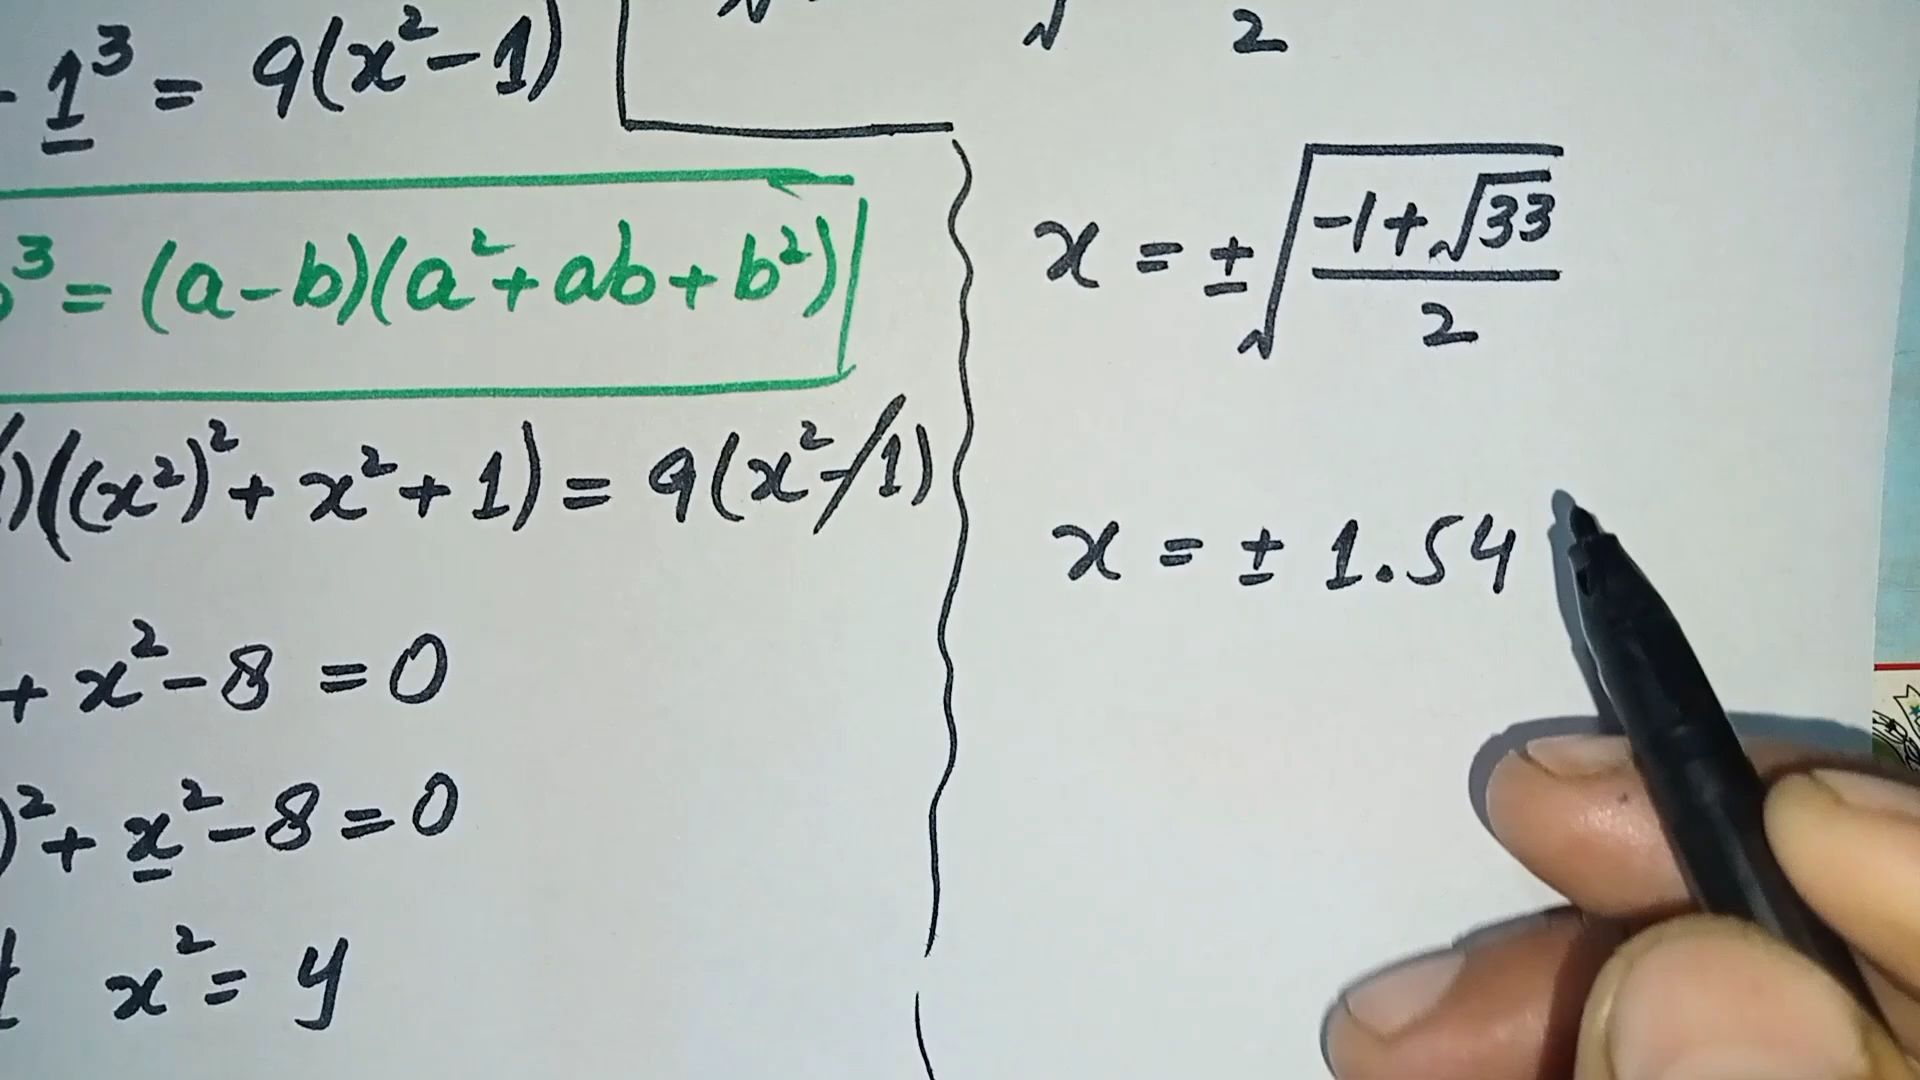 - 1³ = 9(x²-1)
b³ = (a-b)(a²+ab+b²)
)((x²)²+x²+1) = 9(x²-1)
+ x²-8 = 0
)²+ x²-8 = 0
x² = y
2
x = ±√((-1+√33)/2)
x = ± 1.54